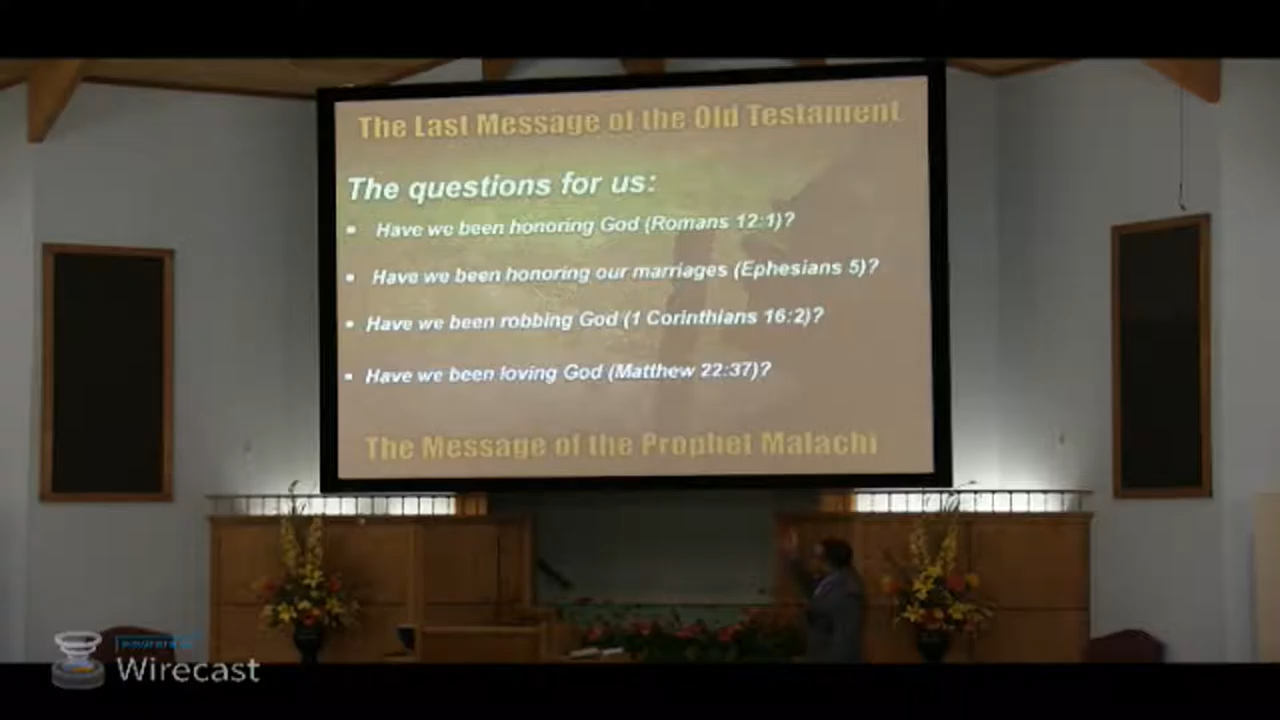 The Last Message of the Old Testament
The questions for us:
▪ Have we been honoring God (Romans 12:1)?
▪ Have we been honoring our marriages (Ephesians 5)?
▪ Have we been robbing God (1 Corinthians 16:2)?
▪ Have we been loving God (Matthew 22:37)?
The Message of the Prophet Malachi
Wirecast